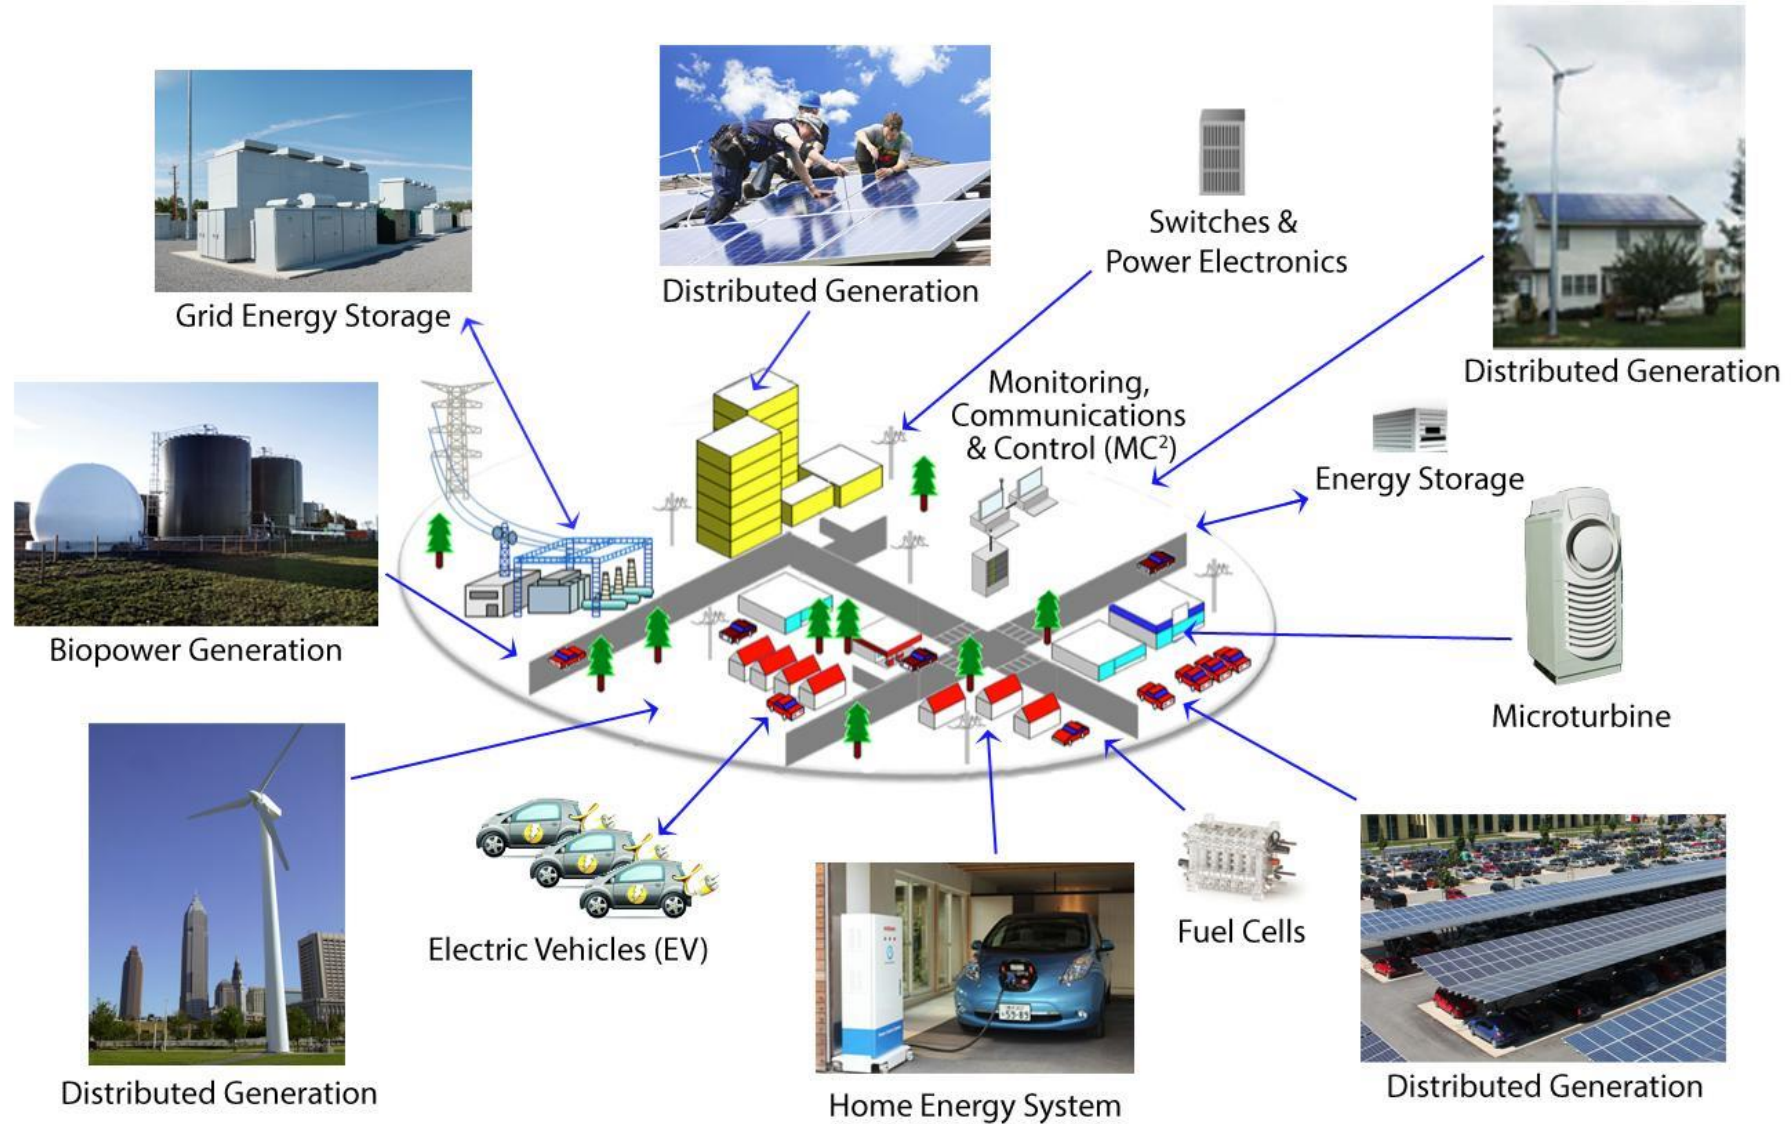 Grid Energy Storage
Distributed Generation
Switches &
Power Electronics
Distributed Generation
Monitoring,
Communications
& Control (MC²)
Energy Storage
Biopower Generation
Microturbine
Electric Vehicles (EV)
Fuel Cells
Distributed Generation
Home Energy System
Distributed Generation